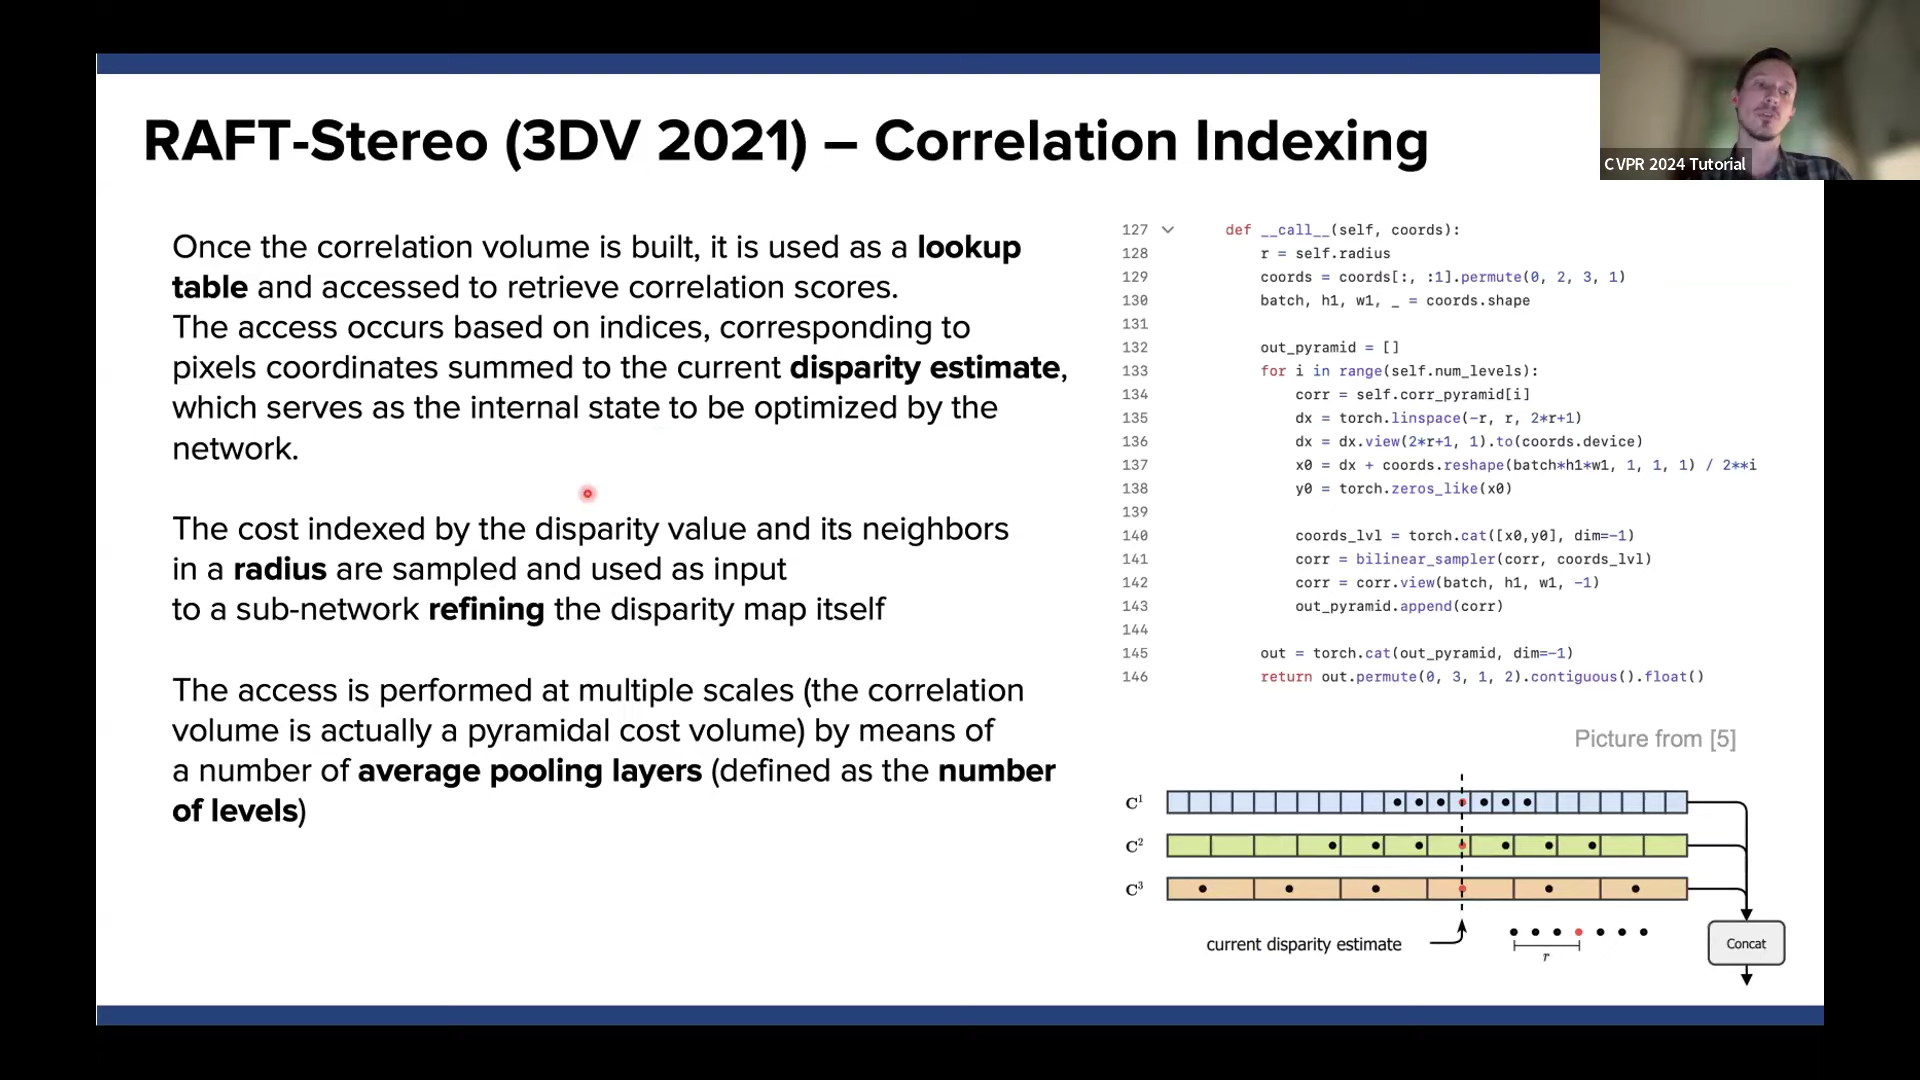 RAFT-Stereo (3DV 2021) – Correlation Indexing
CVPR 2024 Tutorial
Once the correlation volume is built, it is used as a lookup
table and accessed to retrieve correlation scores.
The access occurs based on indices, corresponding to
pixels coordinates summed to the current disparity estimate,
which serves as the internal state to be optimized by the
network.
The cost indexed by the disparity value and its neighbors
in a radius are sampled and used as input
to a sub-network refining the disparity map itself
The access is performed at multiple scales (the correlation
volume is actually a pyramidal cost volume) by means of
a number of average pooling layers (defined as the number
of levels)
127 def __call__(self, coords):
128 r = self.radius
129 coords = coords[:, :1].permute(0, 2, 3, 1)
130 batch, h1, w1, _ = coords.shape
131
132 out_pyramid = []
133 for i in range(self.num_levels):
134 corr = self.corr_pyramid[i]
135 dx = torch.linspace(-r, r, 2*r+1)
136 dx = dx.view(2*r+1, 1).to(coords.device)
137 x0 = dx + coords.reshape(batch*h1*w1, 1, 1, 1) / 2**i
138 y0 = torch.zeros_like(x0)
139
140 coords_lvl = torch.cat([x0,y0], dim=-1)
141 corr = bilinear_sampler(corr, coords_lvl)
142 corr = corr.view(batch, h1, w1, -1)
143 out_pyramid.append(corr)
144
145 out = torch.cat(out_pyramid, dim=-1)
146 return out.permute(0, 3, 1, 2).contiguous().float()
Picture from [5]
C¹
C²
C³
current disparity estimate
r
Concat